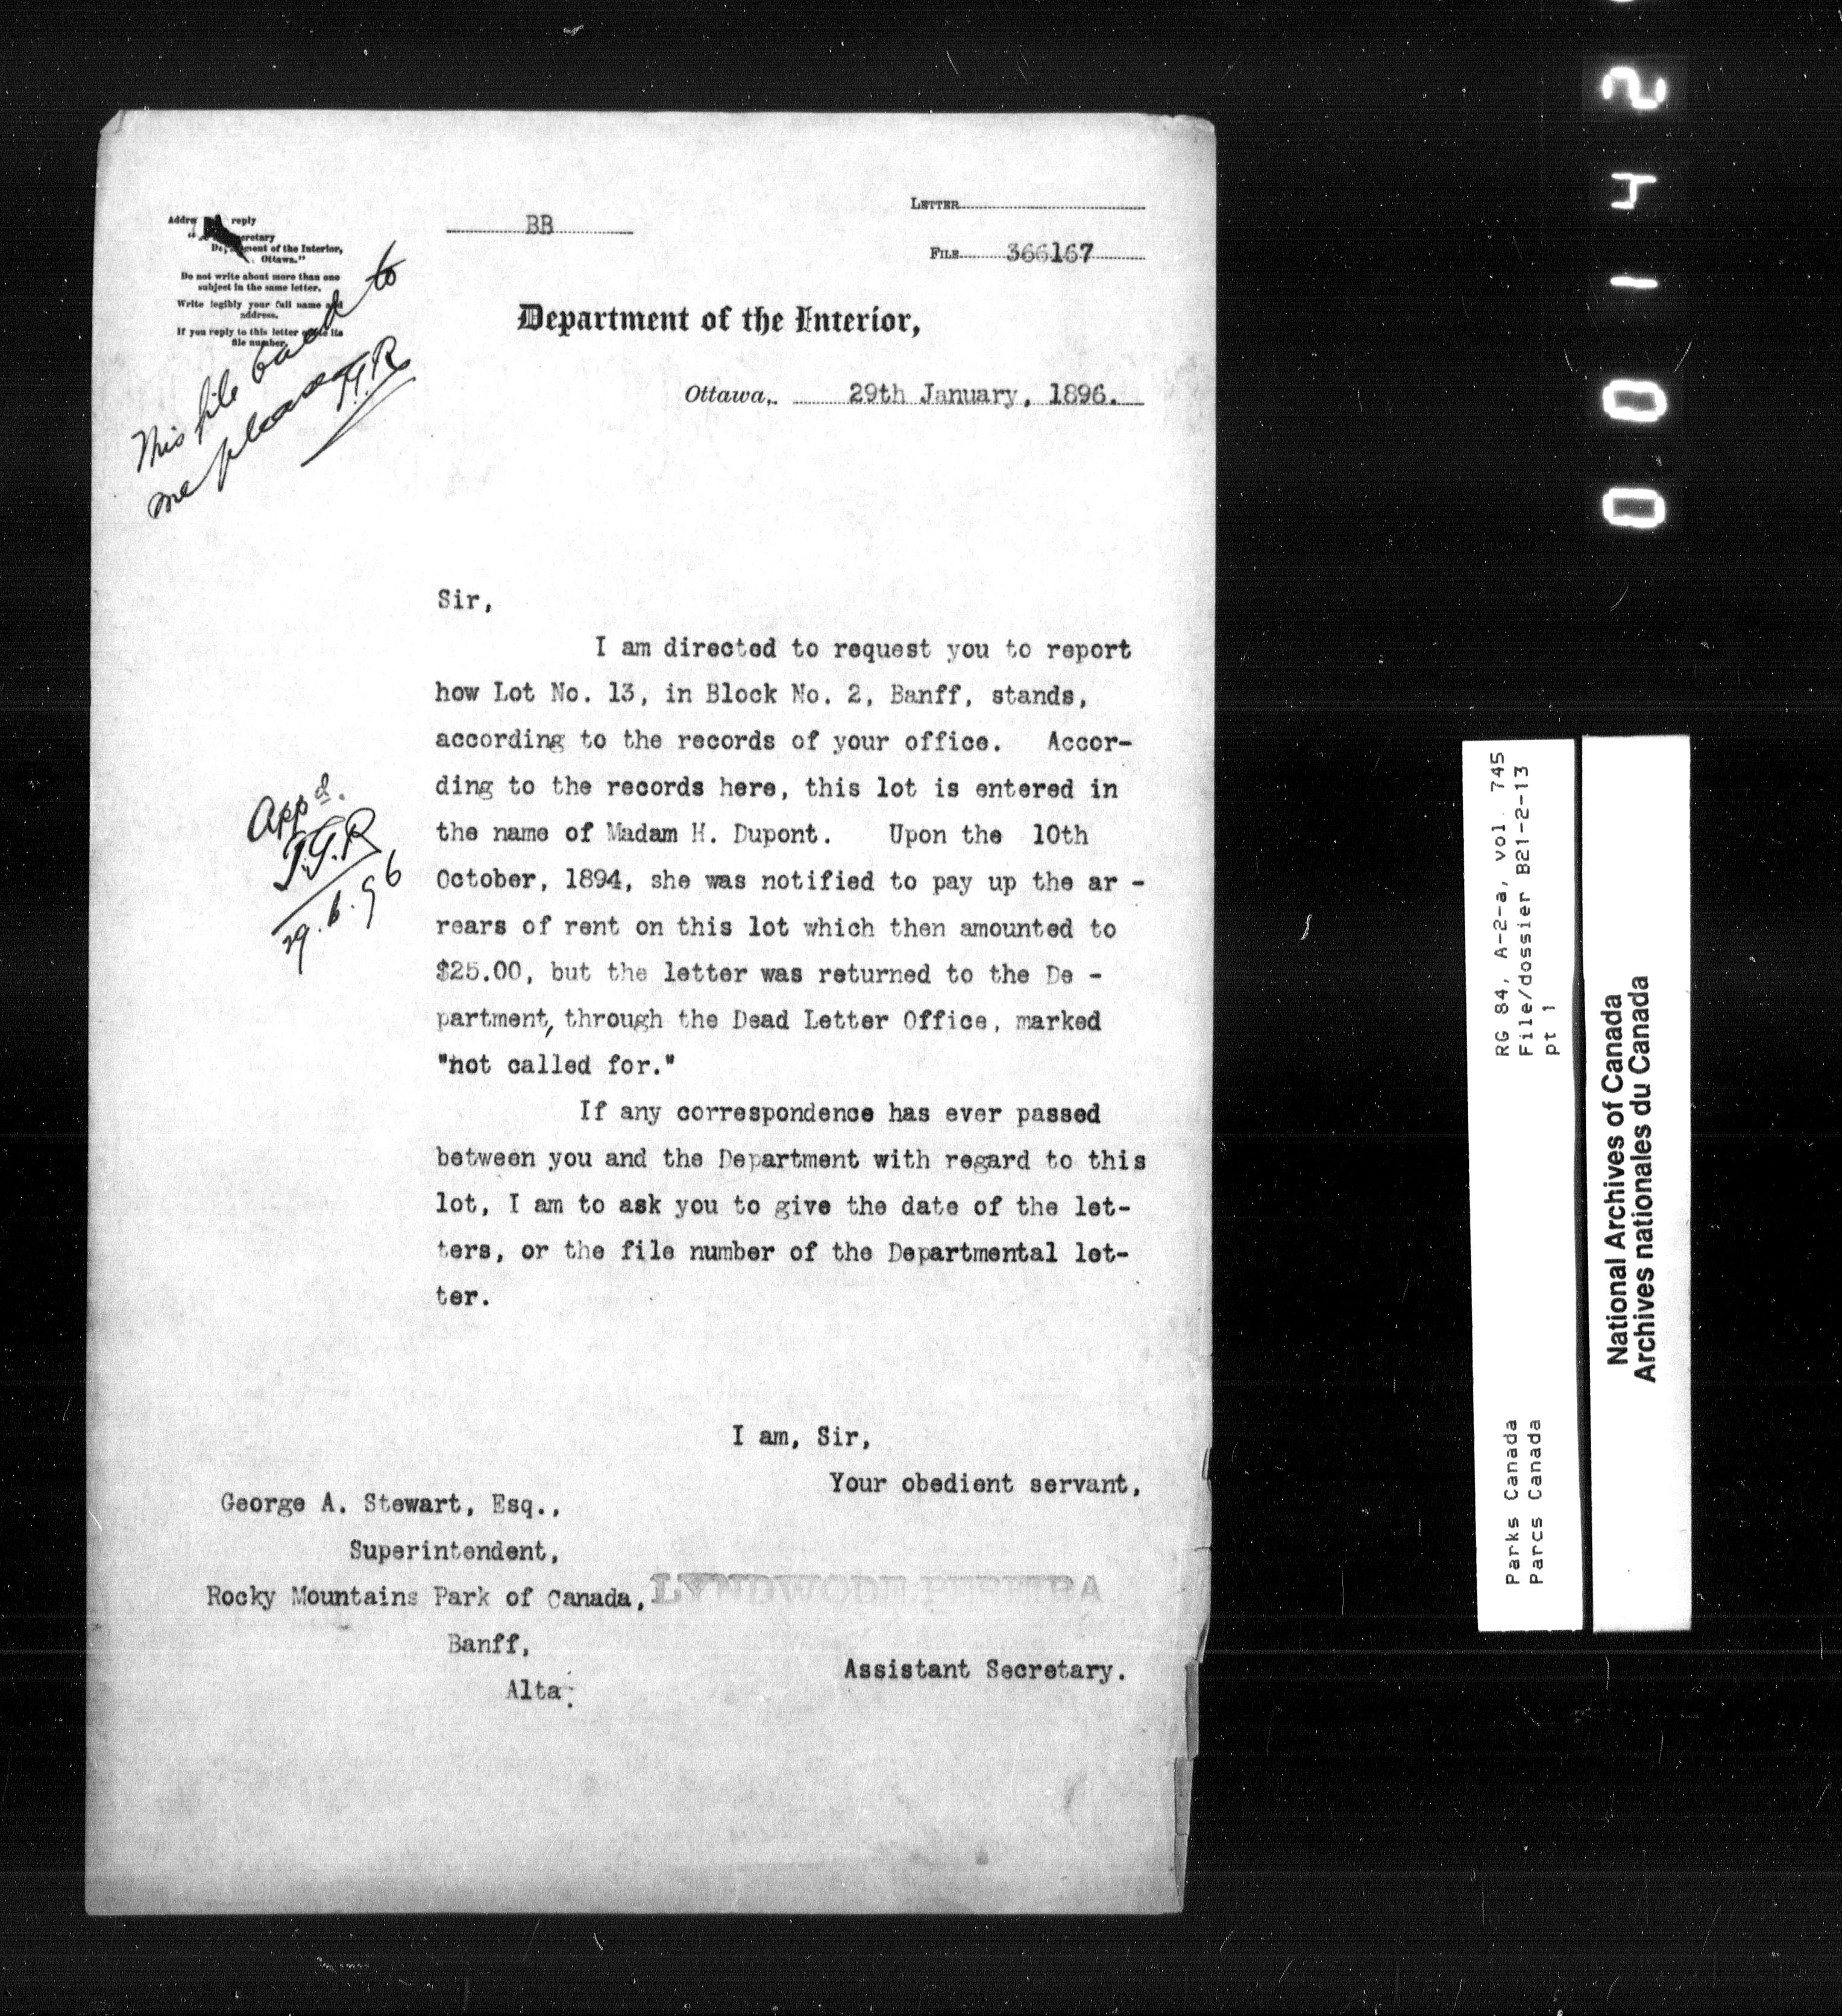 LETTER
BB
FILE 366167
Address reply
" Secretary
Department of the Interior,
Ottawa."
Do not write about more than one
subject in the same letter.
Write legibly your full name and
address.
If you reply to this letter quote its
file number.
Department of the Interior,
Ottawa, 29th January, 1896.
This file back to
me please T.G.R
Sir,
I am directed to request you to report
how Lot No. 13, in Block No. 2, Banff, stands,
according to the records of your office. Accor-
ding to the records here, this lot is entered in
the name of Madam H. Dupont. Upon the 10th
October, 1894, she was notified to pay up the ar -
rears of rent on this lot which then amounted to
$25.00, but the letter was returned to the De -
partment, through the Dead Letter Office, marked
"not called for."
Appd.
T.G.R
29.6.96
If any correspondence has ever passed
between you and the Department with regard to this
lot, I am to ask you to give the date of the let-
ters, or the file number of the Departmental let-
ter.
I am, Sir,
Your obedient servant,
George A. Stewart, Esq.,
Superintendent,
Rocky Mountains Park of Canada,
Banff,
Alta.
LYNDWODE PEREIRA
Assistant Secretary.
00142
RG 84, A-2-a, vol. 745
File/dossier B21-2-13
pt 1
Parks Canada
Parcs Canada
National Archives of Canada
Archives nationales du Canada